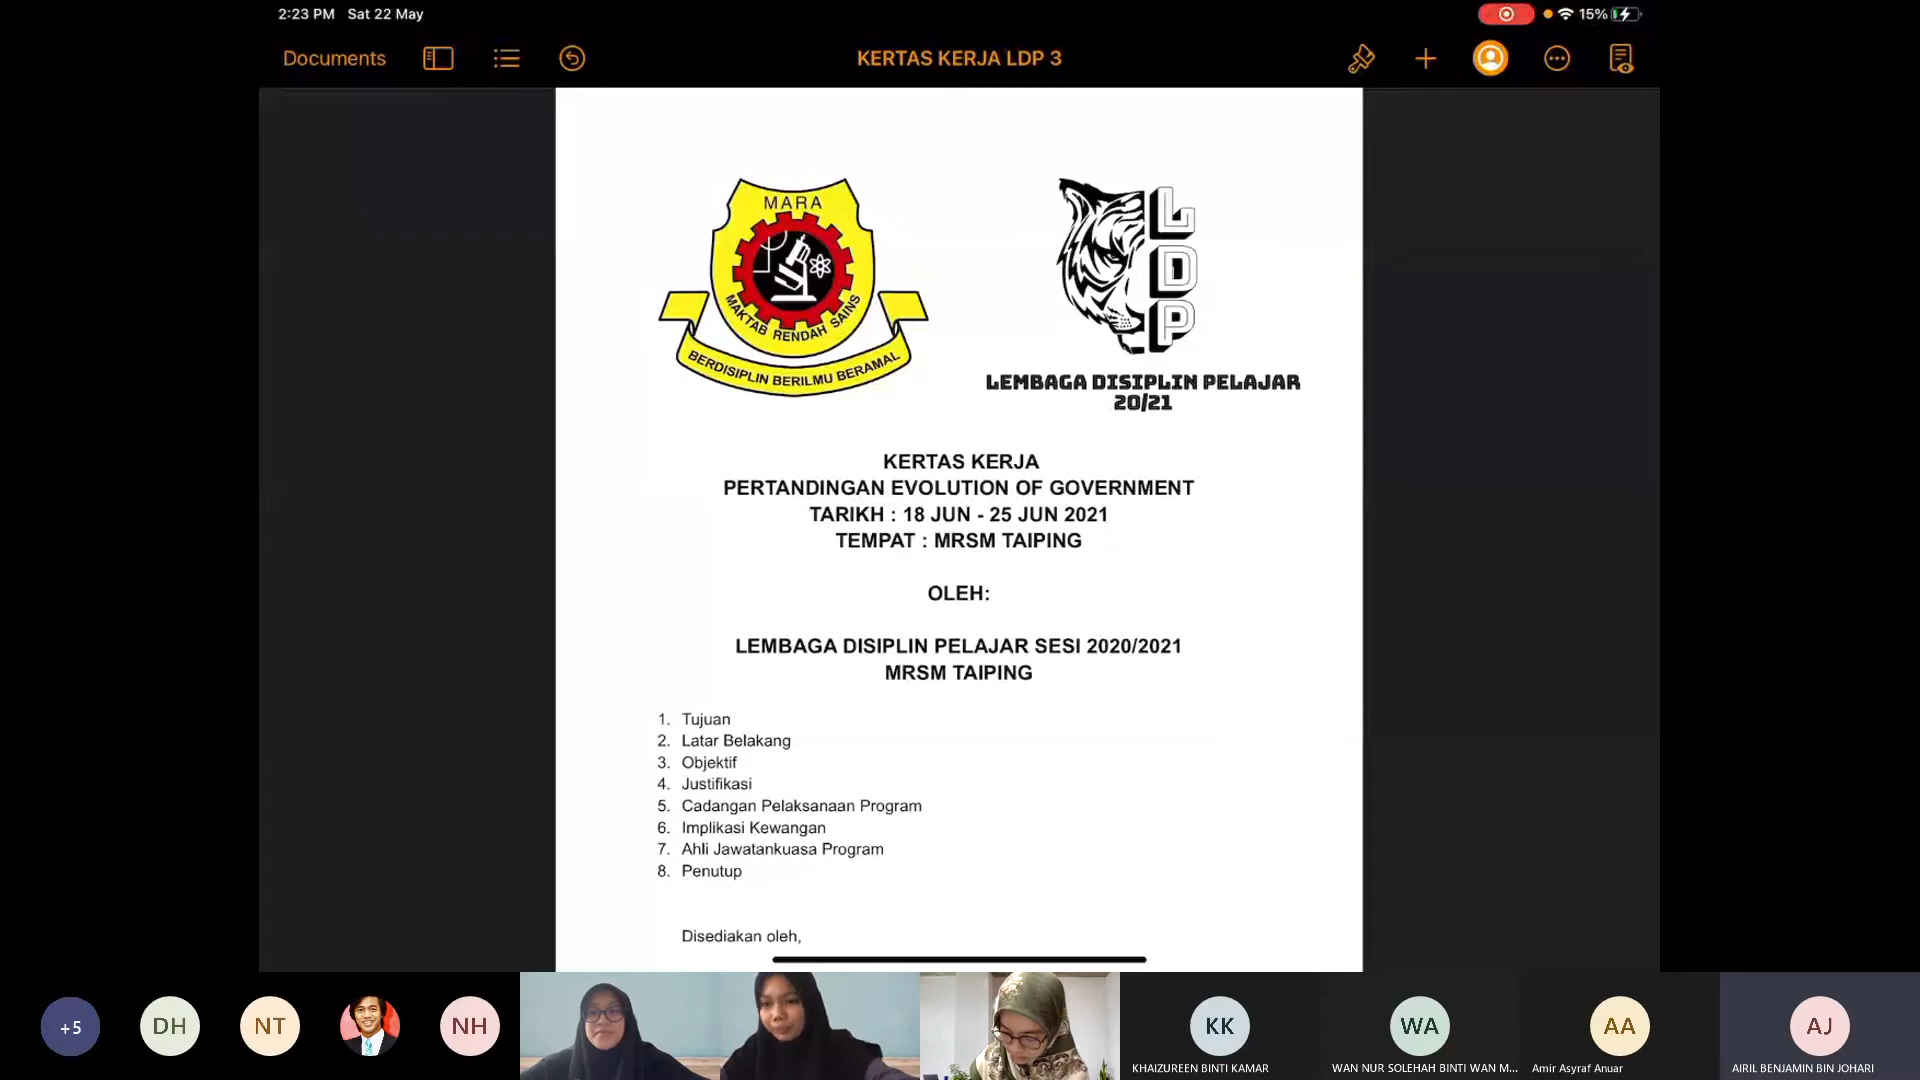 2:23 PM Sat 22 May
15%
Documents
KERTAS KERJA LDP 3
MARA
MAKTAB RENDAH SAINS
BERDISIPLIN BERILMU BERAMAL
LDP
LEMBAGA DISIPLIN PELAJAR
20/21
KERTAS KERJA
PERTANDINGAN EVOLUTION OF GOVERNMENT
TARIKH : 18 JUN - 25 JUN 2021
TEMPAT : MRSM TAIPING
OLEH:
LEMBAGA DISIPLIN PELAJAR SESI 2020/2021
MRSM TAIPING
1. Tujuan
2. Latar Belakang
3. Objektif
4. Justifikasi
5. Cadangan Pelaksanaan Program
6. Implikasi Kewangan
7. Ahli Jawatankuasa Program
8. Penutup
Disediakan oleh,
+5
DH
NT
NH
KK
WA
AA
AJ
KHAIZUREEN BINTI KAMAR
WAN NUR SOLEHAH BINTI WAN M...
Amir Asyraf Anuar
AIRIL BENJAMIN BIN JOHARI